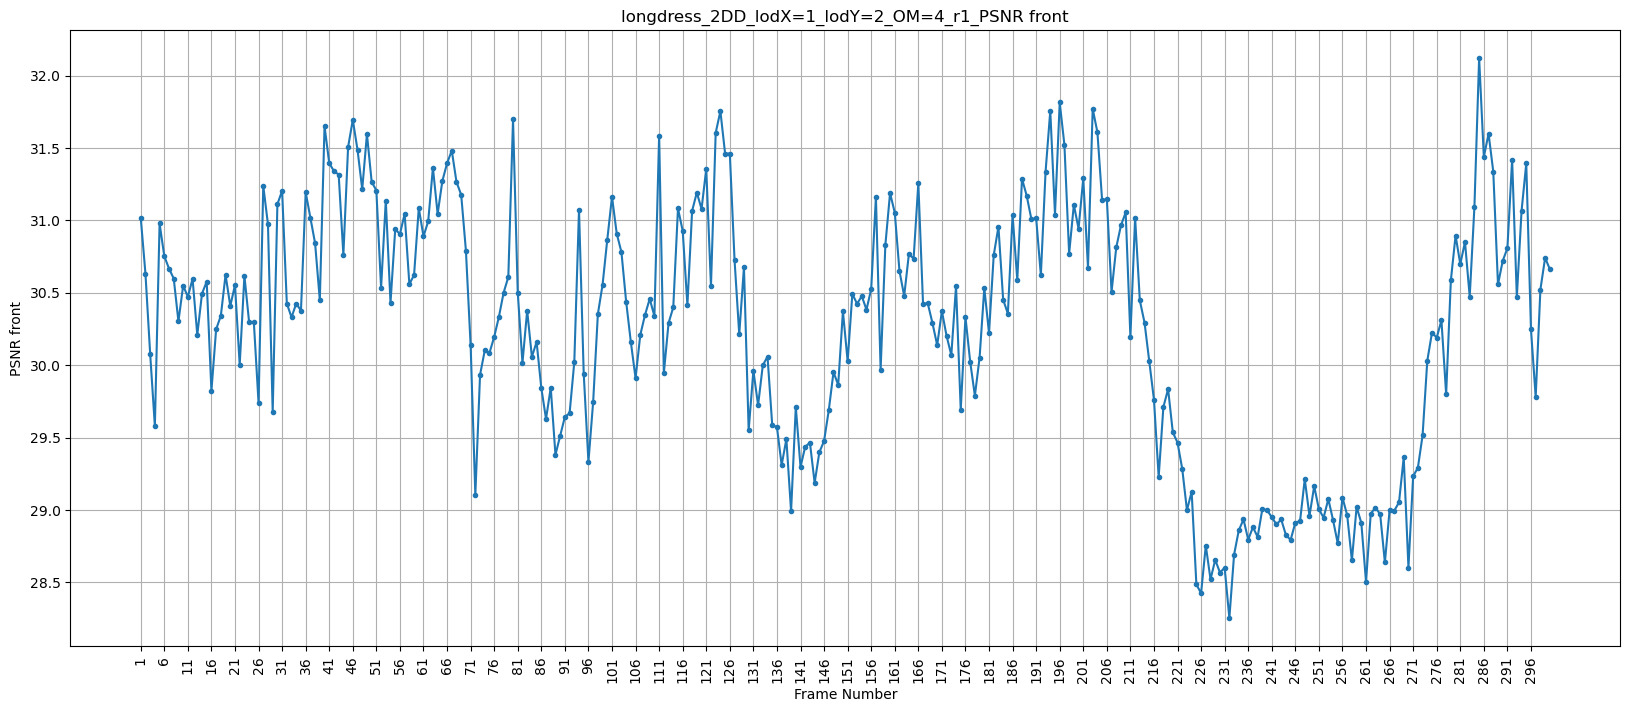 longdress_2DD_lodX=1_lodY=2_OM=4_r1_PSNR front
32.0
31.5
31.0
30.5
30.0
29.5
29.0
28.5
PSNR front
1 6 11 16 21 26 31 36 41 46 51 56 61 66 71 76 81 86 91 96 101 106 111 116 121 126 131 136 141 146 151 156 161 166 171 176 181 186 191 196 201 206 211 216 221 226 231 236 241 246 251 256 261 266 271 276 281 286 291 296
Frame Number